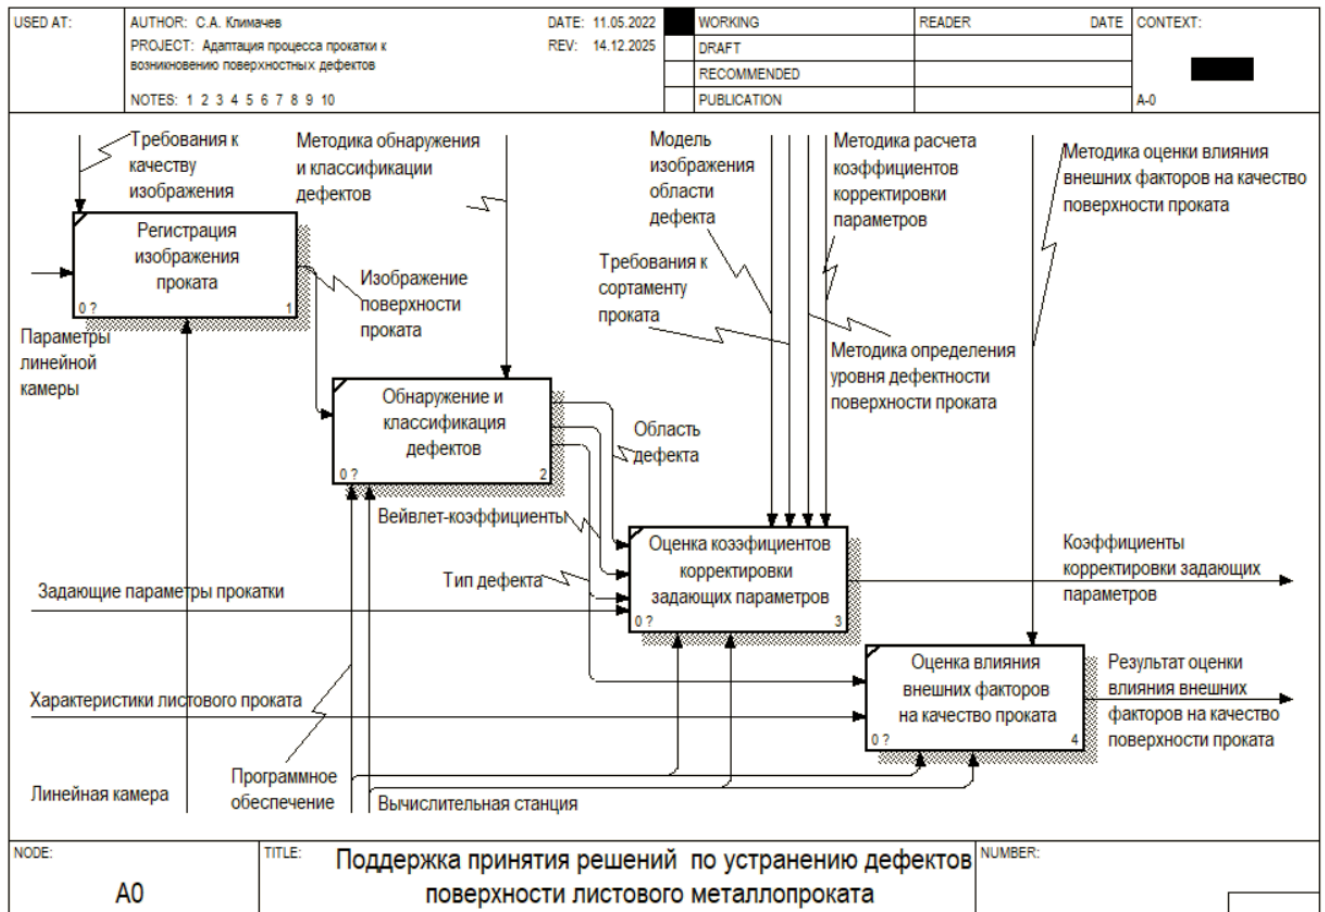 USED AT:
AUTHOR: С.А. Климачев
DATE: 11.05.2022
PROJECT: Адаптация процесса прокатки к
возникновению поверхностных дефектов
REV: 14.12.2025
NOTES: 1 2 3 4 5 6 7 8 9 10
WORKING
DRAFT
RECOMMENDED
PUBLICATION
READER
DATE
CONTEXT:
A-0
Требования к
качеству
изображения
Методика обнаружения
и классификации
дефектов
Модель
изображения
области
дефекта
Методика расчета
коэффициентов
корректировки
параметров
Методика оценки влияния
внешних факторов на качество
поверхности проката
Регистрация
изображения
проката
0 ?
1
Изображение
поверхности
проката
Требования к
сортаменту
проката
Параметры
линейной
камеры
Методика определения
уровня дефектности
поверхности проката
Обнаружение и
классификация
дефектов
0 ?
2
Область
дефекта
Вейвлет-коэффициенты
Тип дефекта
Оценка коээфициентов
корректировки
задающих параметров
0 ?
3
Коэффициенты
корректировки задающих
параметров
Задающие параметры прокатки
Оценка влияния
внешних факторов
на качество проката
0 ?
4
Результат оценки
влияния внешних
факторов на качество
поверхности проката
Характеристики листового проката
Линейная камера
Программное
обеспечение
Вычислительная станция
NODE:
A0
TITLE:
Поддержка принятия решений по устранению дефектов
поверхности листового металлопроката
NUMBER: